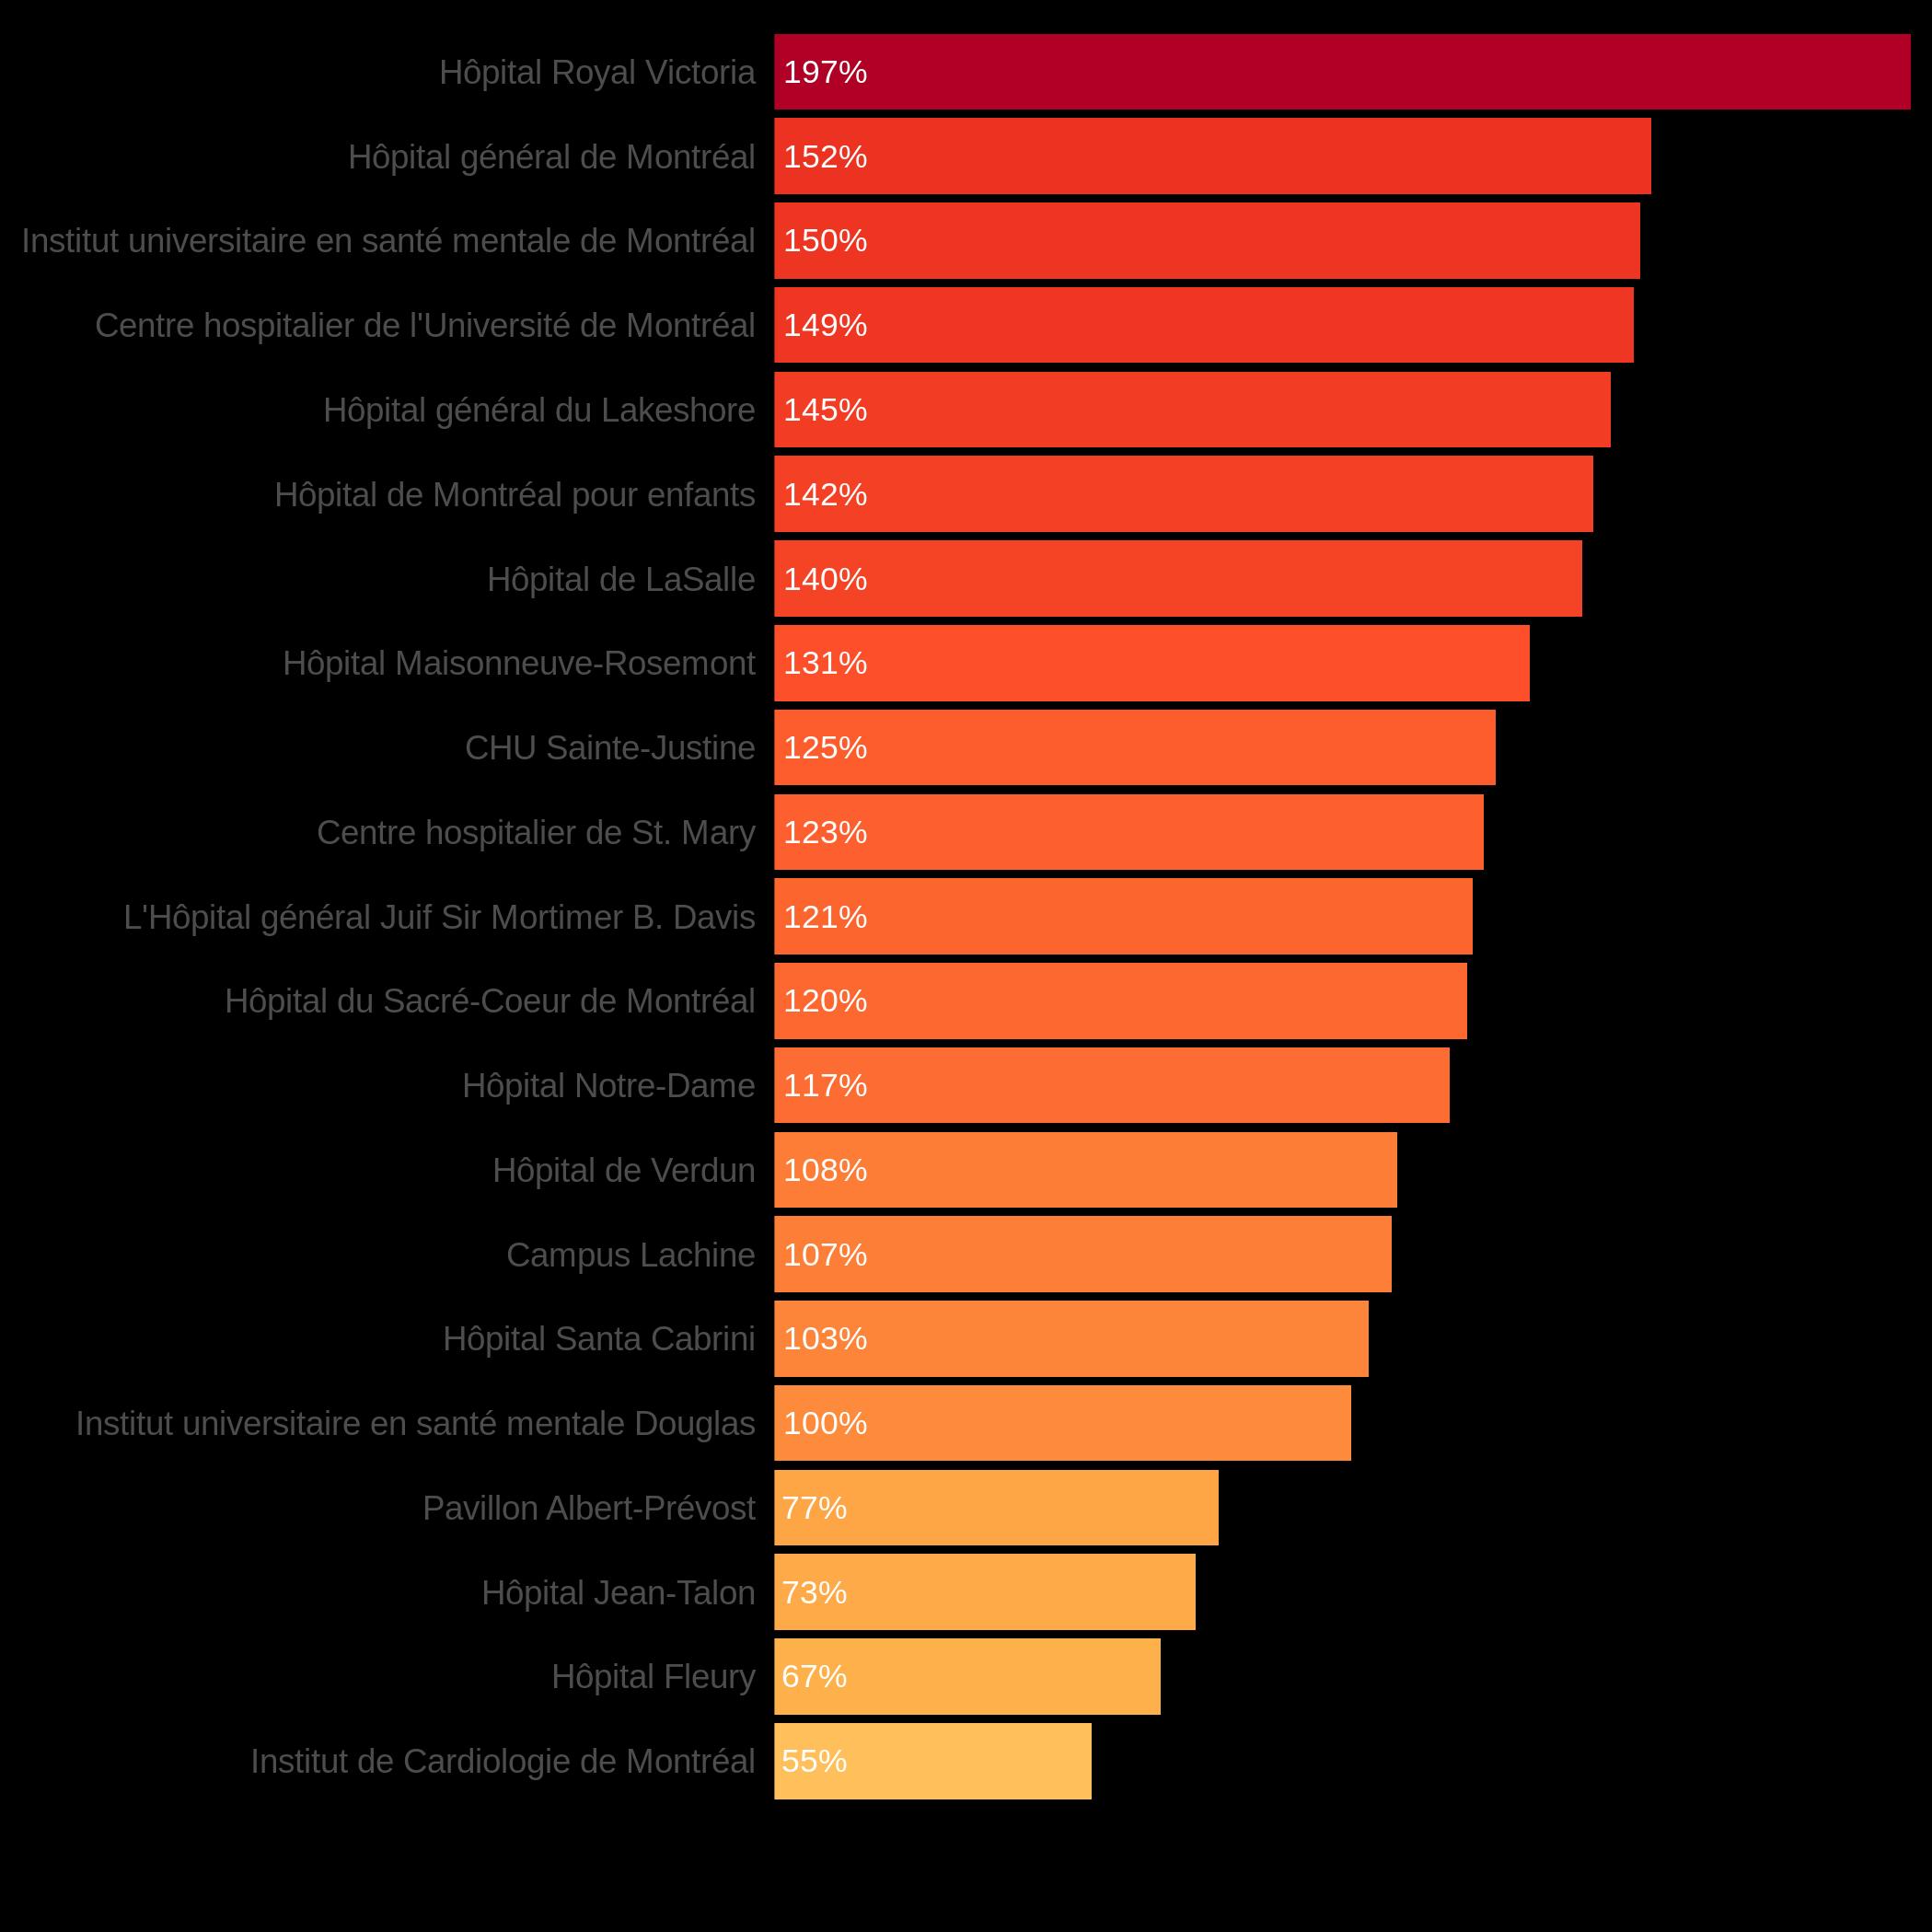 Hôpital Royal Victoria 197%
Hôpital général de Montréal 152%
Institut universitaire en santé mentale de Montréal 150%
Centre hospitalier de l'Université de Montréal 149%
Hôpital général du Lakeshore 145%
Hôpital de Montréal pour enfants 142%
Hôpital de LaSalle 140%
Hôpital Maisonneuve-Rosemont 131%
CHU Sainte-Justine 125%
Centre hospitalier de St. Mary 123%
L'Hôpital général Juif Sir Mortimer B. Davis 121%
Hôpital du Sacré-Coeur de Montréal 120%
Hôpital Notre-Dame 117%
Hôpital de Verdun 108%
Campus Lachine 107%
Hôpital Santa Cabrini 103%
Institut universitaire en santé mentale Douglas 100%
Pavillon Albert-Prévost 77%
Hôpital Jean-Talon 73%
Hôpital Fleury 67%
Institut de Cardiologie de Montréal 55%